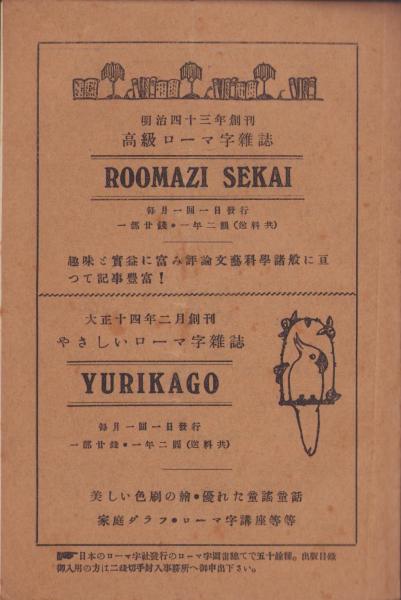 明治四十三年創刊
高級ローマ字雜誌
ROOMAZI SEKAI
每月一回一日發行
一部廿錢・一年二圓(送料共)
趣味と實益に富み評論文藝科學諸般に亘
つて記事豊富!
大正十四年二月創刊
やさしいローマ字雜誌
YURIKAGO
每月一回一日發行
一部廿錢・一年二圓(送料共)
美しい色刷の繪・優れた童謠童話
家庭グラフ・ローマ字講座等等
日本のローマ字社發行のローマ字圖書總てで五十餘種。出版目錄
御入用の方は二錢切手封入事務所へ御申出下さい。